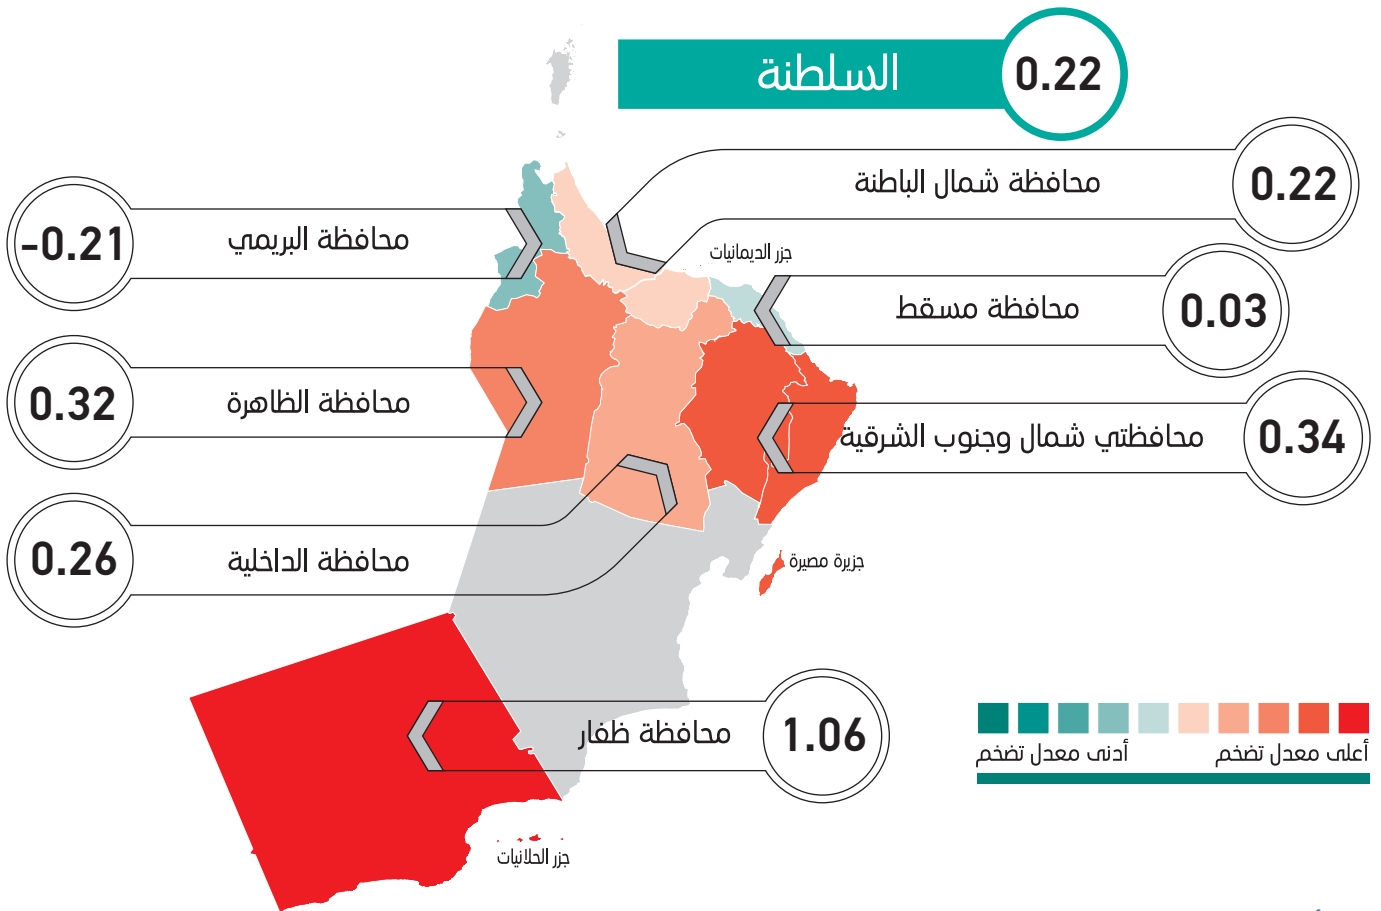 السلطنة
0.22
محافظة شمال الباطنة
0.22
محافظة البريمي
-0.21
جزر الديمانيات
محافظة مسقط
0.03
محافظة الظاهرة
0.32
محافظتي شمال وجنوب الشرقية
0.34
محافظة الداخلية
0.26
جزيرة مصيرة
محافظة ظفار
1.06
أعلى معدل تضخم
أدنى معدل تضخم
جزر الحلانيات